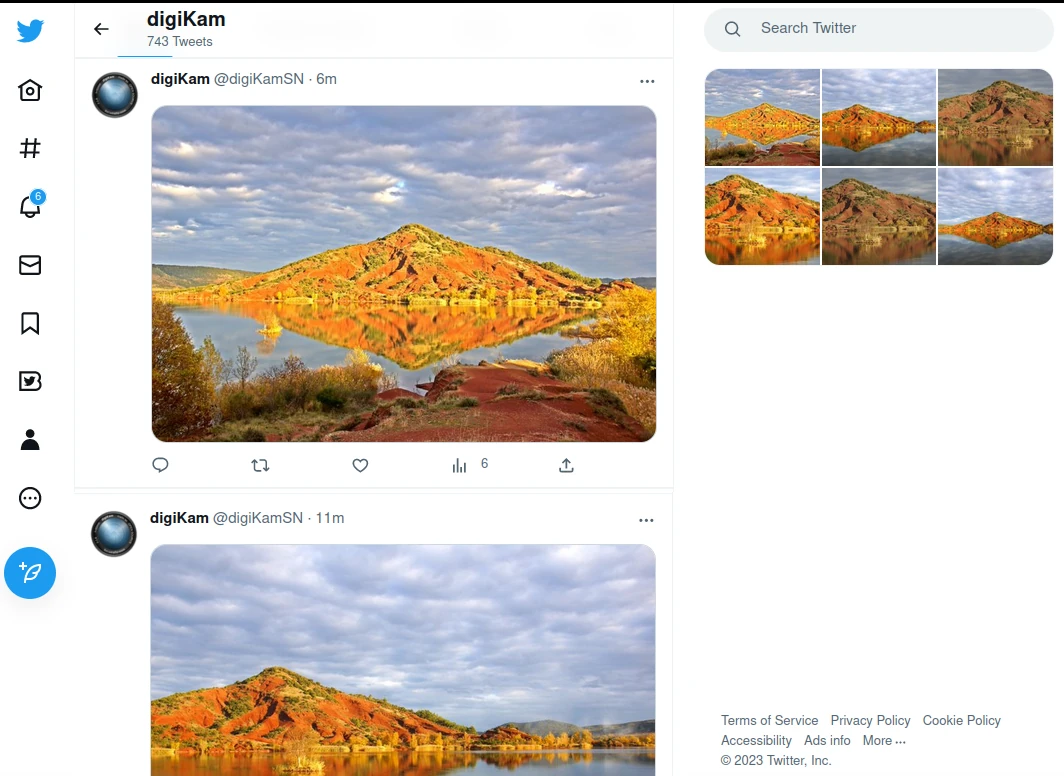 digiKam
743 Tweets
Search Twitter
digiKam @digiKamSN · 6m
6
6
digiKam @digiKamSN · 11m
Terms of Service Privacy Policy Cookie Policy
Accessibility Ads info More ···
© 2023 Twitter, Inc.